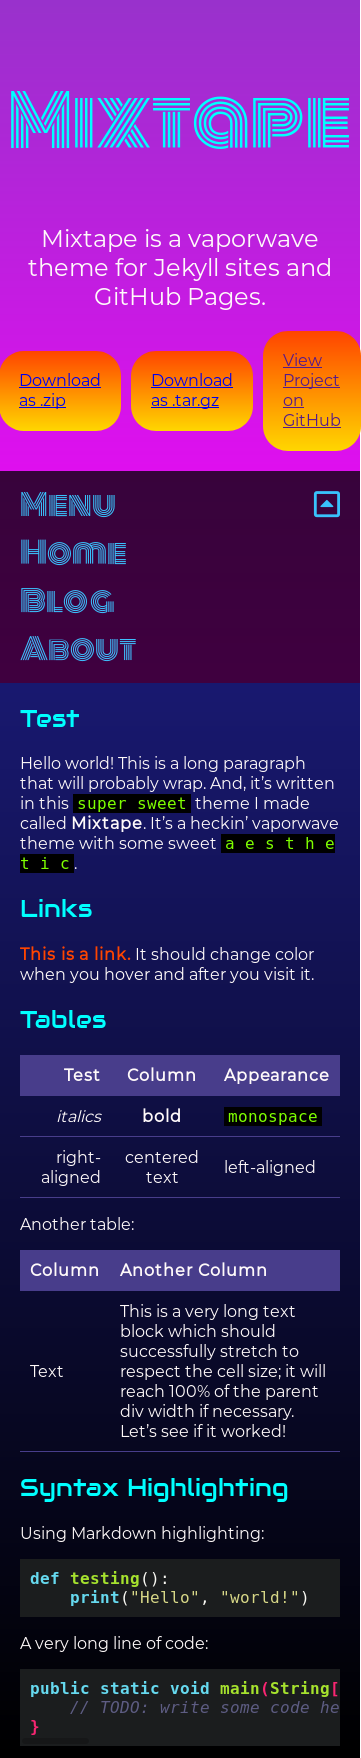 Mixtape
Mixtape is a vaporwave
theme for Jekyll sites and
GitHub Pages.
Download
as .zip
Download
as .tar.gz
View
Project
on
GitHub
Menu
Home
Blog
About
Test
Hello world! This is a long paragraph
that will probably wrap. And, it’s written
in this super sweet theme I made
called Mixtape. It’s a heckin’ vaporwave
theme with some sweet a e s t h e
t i c.
Links
This is a link. It should change color
when you hover and after you visit it.
Tables
Test Column Appearance
italics bold monospace
right-
aligned
centered
text
left-aligned
Another table:
Column Another Column
Text
This is a very long text
block which should
successfully stretch to
respect the cell size; it will
reach 100% of the parent
div width if necessary.
Let’s see if it worked!
Syntax Highlighting
Using Markdown highlighting:
def testing():
    print("Hello", "world!")
A very long line of code:
public static void main(String[
    // TODO: write some code he
}